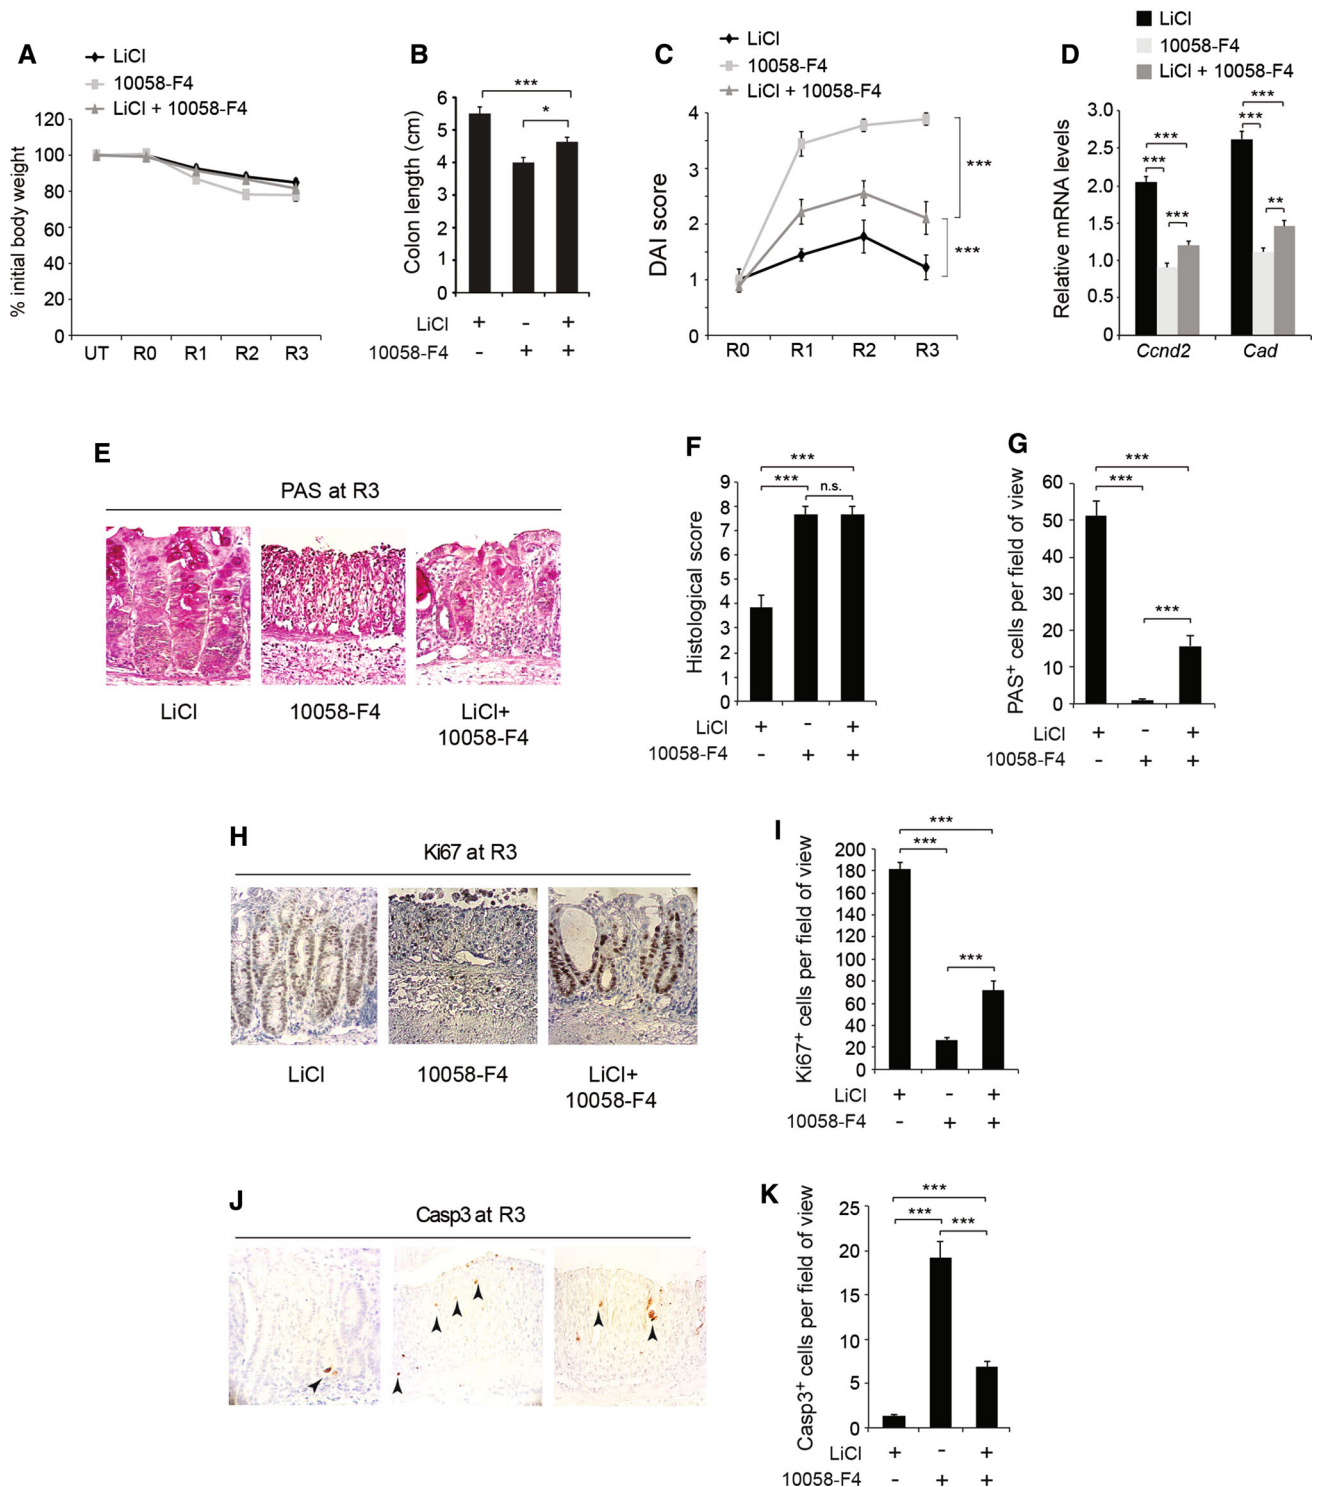 A
LiCl
10058-F4
LiCl + 10058-F4
% initial body weight
120
100
80
60
40
20
0
UT R0 R1 R2 R3
B
***
*
Colon length (cm)
6
5
4
3
2
1
0
LiCl + - +
10058-F4 - + +
C
LiCl
10058-F4
LiCl + 10058-F4
DAI score
4
3
2
1
0
***
***
R0 R1 R2 R3
D
LiCl
10058-F4
LiCl + 10058-F4
Relative mRNA levels
3.0
2.5
2.0
1.5
1.0
0.5
0
***
***
***
***
***
**
Ccnd2 Cad
E
PAS at R3
LiCl
10058-F4
LiCl+
10058-F4
F
***
***
n.s.
Histological score
9
8
7
6
5
4
3
2
1
0
LiCl + - +
10058-F4 - + +
G
***
***
***
PAS+ cells per field of view
60
50
40
30
20
10
0
LiCl + - +
10058-F4 - + +
H
Ki67 at R3
LiCl
10058-F4
LiCl+
10058-F4
I
***
***
***
Ki67+ cells per field of view
200
180
160
140
120
100
80
60
40
20
0
LiCl + - +
10058-F4 - + +
J
Casp3 at R3
K
***
***
***
Casp3+ cells per field of view
25
20
15
10
5
0
LiCl + - +
10058-F4 - + +